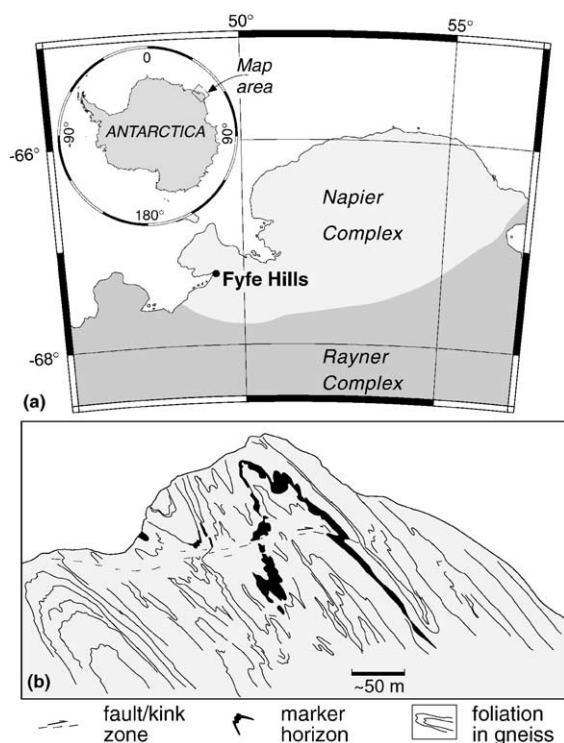 50°
55°
0
Map
area
ANTARCTICA
-90°
90°
180°
-66°
Napier
Complex
Fyfe Hills
-68°
Rayner
Complex
(a)
(b)
~50 m
fault/kink
zone
marker
horizon
foliation
in gneiss